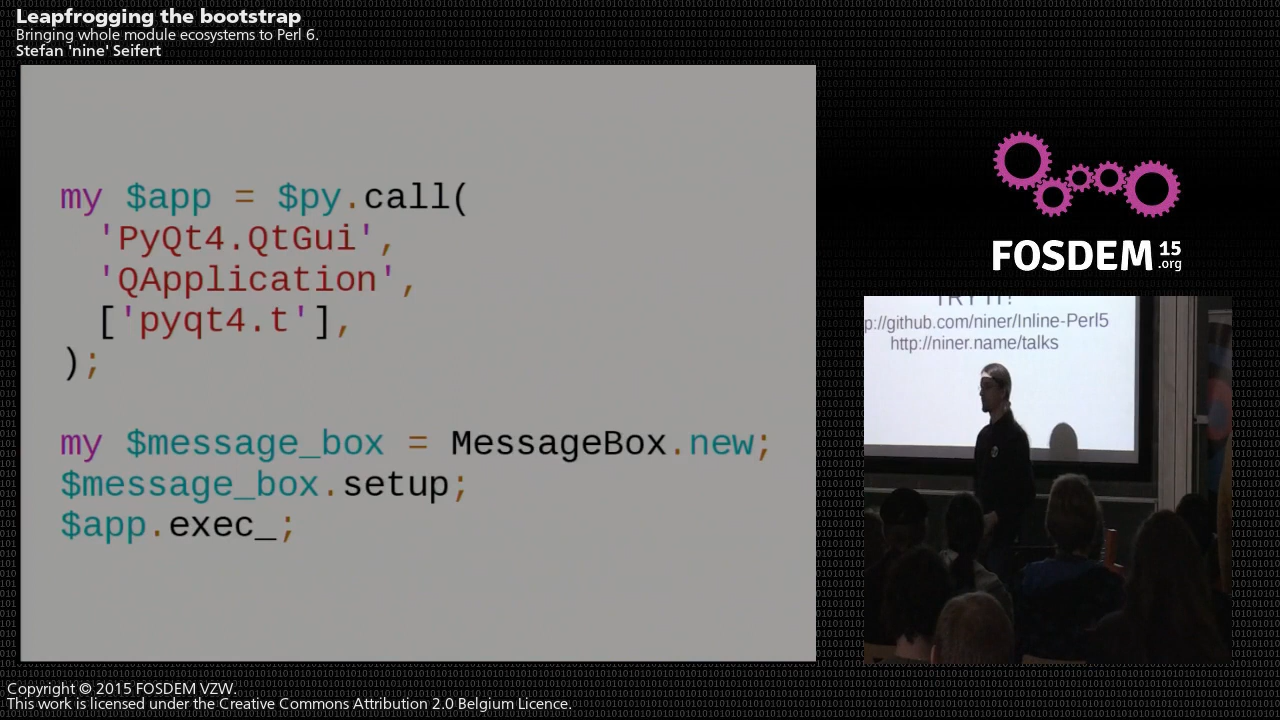 Leapfrogging the bootstrap
Bringing whole module ecosystems to Perl 6.
Stefan 'nine' Seifert
my $app = $py.call(
'PyQt4.QtGui',
'QApplication',
['pyqt4.t'],
);
my $message_box = MessageBox.new;
$message_box.setup;
$app.exec_;
FOSDEM 15
.org
TRY IT!
p://github.com/niner/Inline-Perl5
http://niner.name/talks
Copyright © 2015 FOSDEM VZW.
This work is licensed under the Creative Commons Attribution 2.0 Belgium Licence.